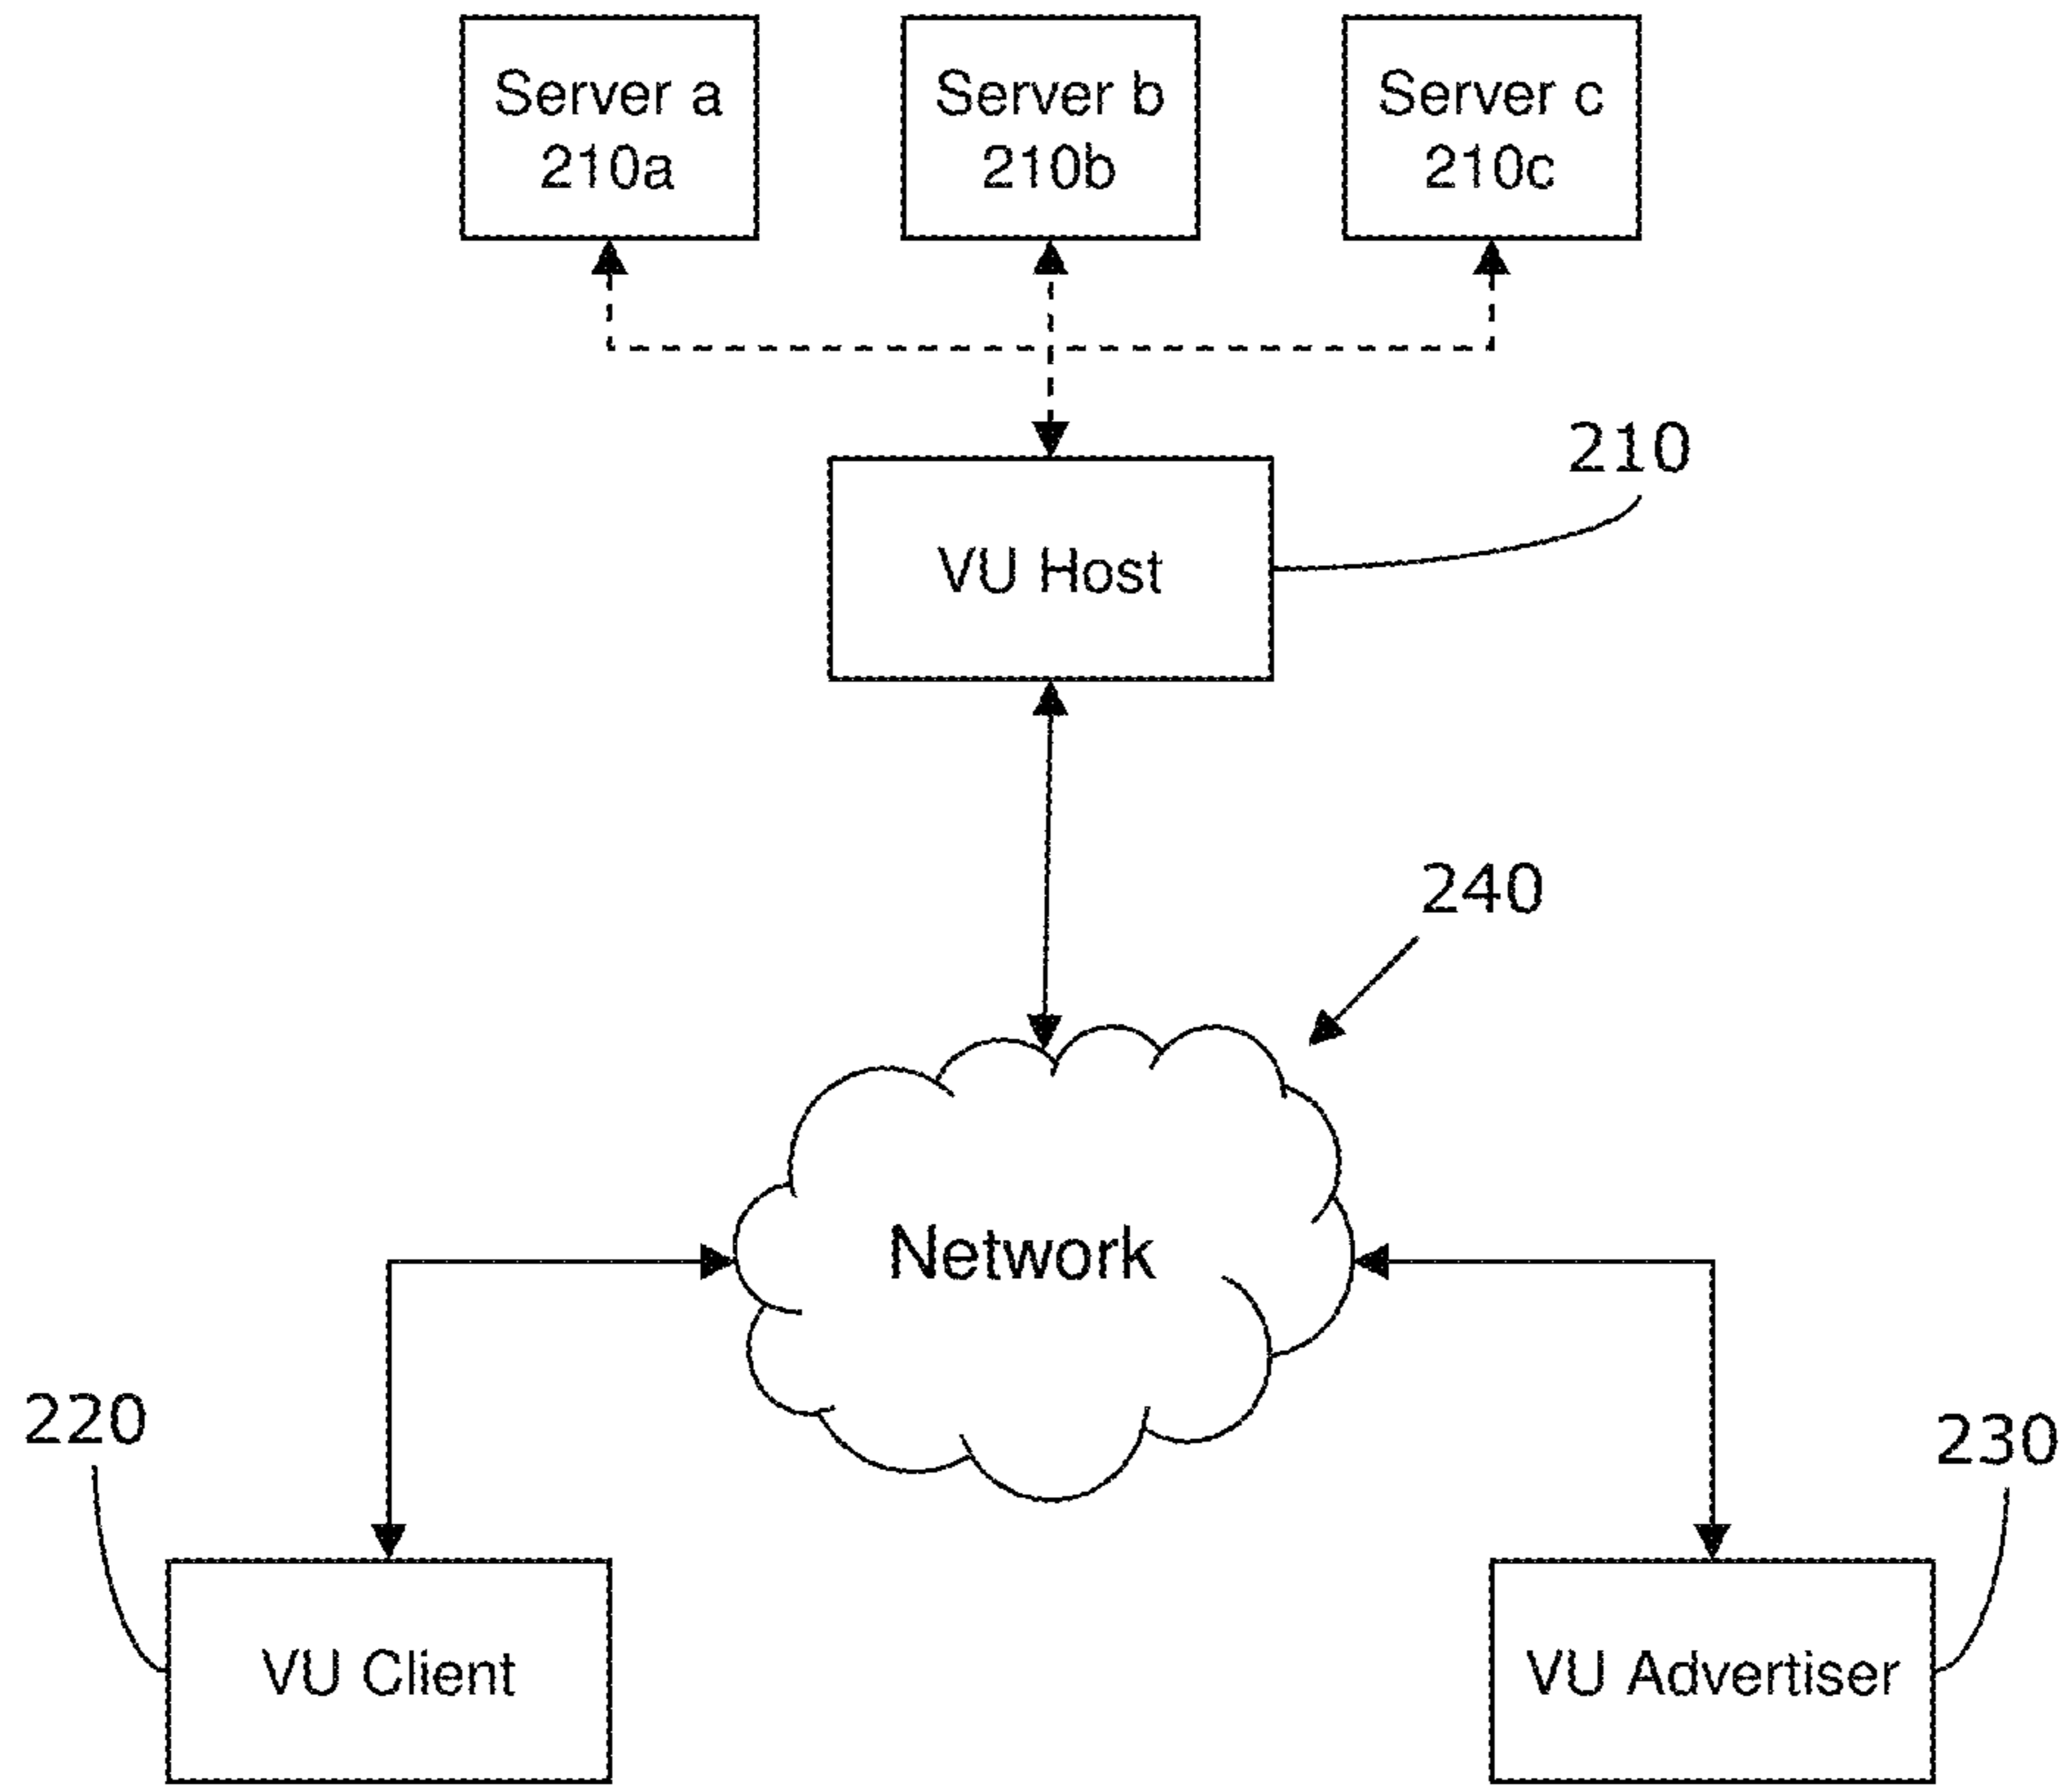 Server a
210a
Server b
210b
Server c
210c
210
VU Host
240
Network
220
230
VU Client
VU Advertiser